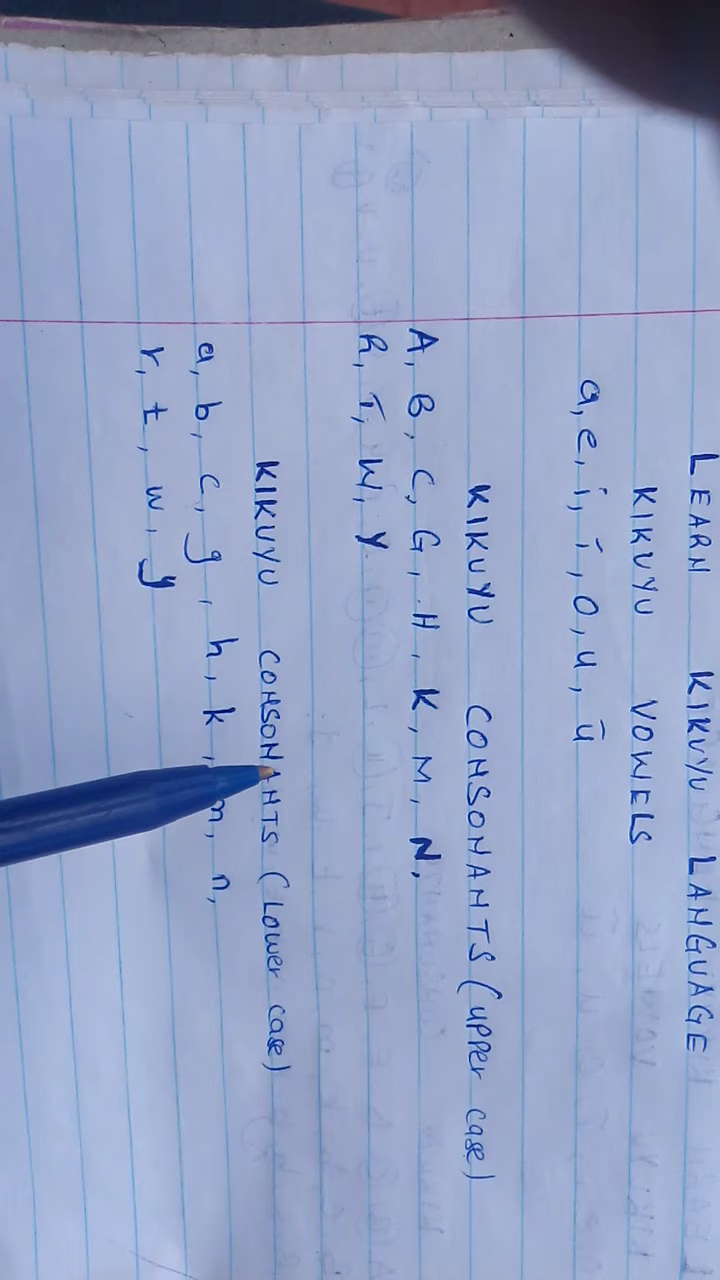 LEARN KIKUYU LANGUAGE
KIKUYU VOWELS
a, e, i, ī, o, u, ū
KIKUYU CONSONANTS (upper case)
A, B, C, G, H, K, M, N,
R, T, W, Y
KIKUYU CONSONANTS (Lower case)
a, b, c, g, h, k, m, n,
r, t, w, y